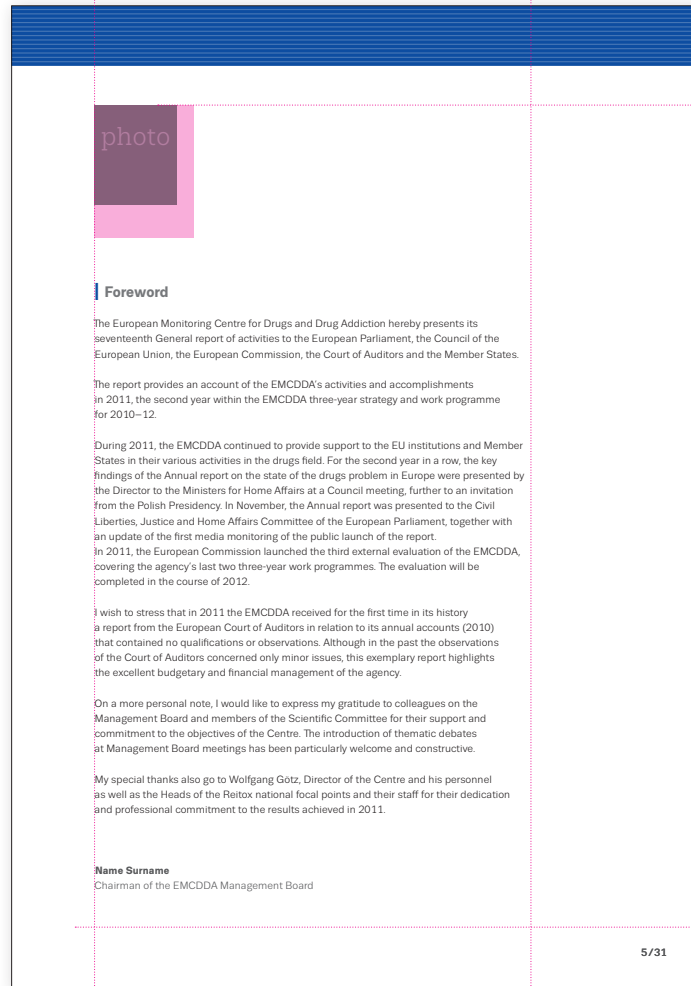 photo
Foreword
The European Monitoring Centre for Drugs and Drug Addiction hereby presents its
seventeenth General report of activities to the European Parliament, the Council of the
European Union, the European Commission, the Court of Auditors and the Member States.
The report provides an account of the EMCDDA's activities and accomplishments
in 2011, the second year within the EMCDDA three-year strategy and work programme
for 2010–12.
During 2011, the EMCDDA continued to provide support to the EU institutions and Member
States in their various activities in the drugs field. For the second year in a row, the key
findings of the Annual report on the state of the drugs problem in Europe were presented by
the Director to the Ministers for Home Affairs at a Council meeting, further to an invitation
from the Polish Presidency. In November, the Annual report was presented to the Civil
Liberties, Justice and Home Affairs Committee of the European Parliament, together with
an update of the first media monitoring of the public launch of the report.
In 2011, the European Commission launched the third external evaluation of the EMCDDA,
covering the agency's last two three-year work programmes. The evaluation will be
completed in the course of 2012.
I wish to stress that in 2011 the EMCDDA received for the first time in its history
a report from the European Court of Auditors in relation to its annual accounts (2010)
that contained no qualifications or observations. Although in the past the observations
of the Court of Auditors concerned only minor issues, this exemplary report highlights
the excellent budgetary and financial management of the agency.
On a more personal note, I would like to express my gratitude to colleagues on the
Management Board and members of the Scientific Committee for their support and
commitment to the objectives of the Centre. The introduction of thematic debates
at Management Board meetings has been particularly welcome and constructive.
My special thanks also go to Wolfgang Götz, Director of the Centre and his personnel
as well as the Heads of the Reitox national focal points and their staff for their dedication
and professional commitment to the results achieved in 2011.
Name Surname
Chairman of the EMCDDA Management Board
5/31